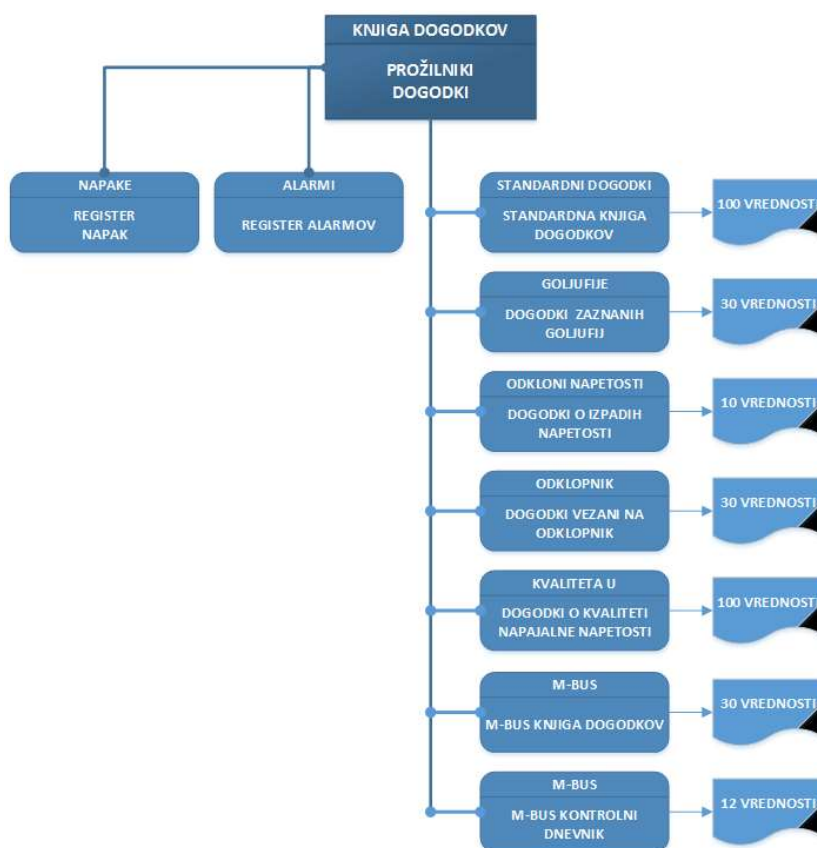 KNJIGA DOGODKOV
PROŽILNIKI
DOGODKI
NAPAKE
REGISTER
NAPAK
ALARMI
REGISTER ALARMOV
STANDARDNI DOGODKI
STANDARDNA KNJIGA
DOGODKOV
100 VREDNOSTI
GOLJUFIJE
DOGODKI ZAZNANIH
GOLJUFIJ
30 VREDNOSTI
ODKLONI NAPETOSTI
DOGODKI O IZPADIH
NAPETOSTI
10 VREDNOSTI
ODKLOPNIK
DOGODKI VEZANI NA
ODKLOPNIK
30 VREDNOSTI
KVALITETA U
DOGODKI O KVALITETI
NAPAJALNE NAPETOSTI
100 VREDNOSTI
M-BUS
M-BUS KNJIGA DOGODKOV
30 VREDNOSTI
M-BUS
M-BUS KONTROLNI
DNEVNIK
12 VREDNOSTI